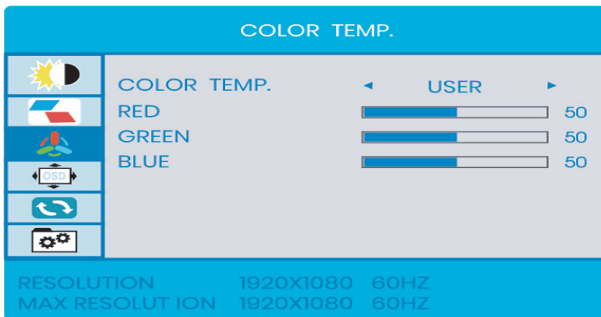 COLOR TEMP.
COLOR TEMP. USER
RED 50
GREEN 50
BLUE 50
OSD
RESOLUTION 1920X1080 60HZ
MAX RESOLUT ION 1920X1080 60HZ